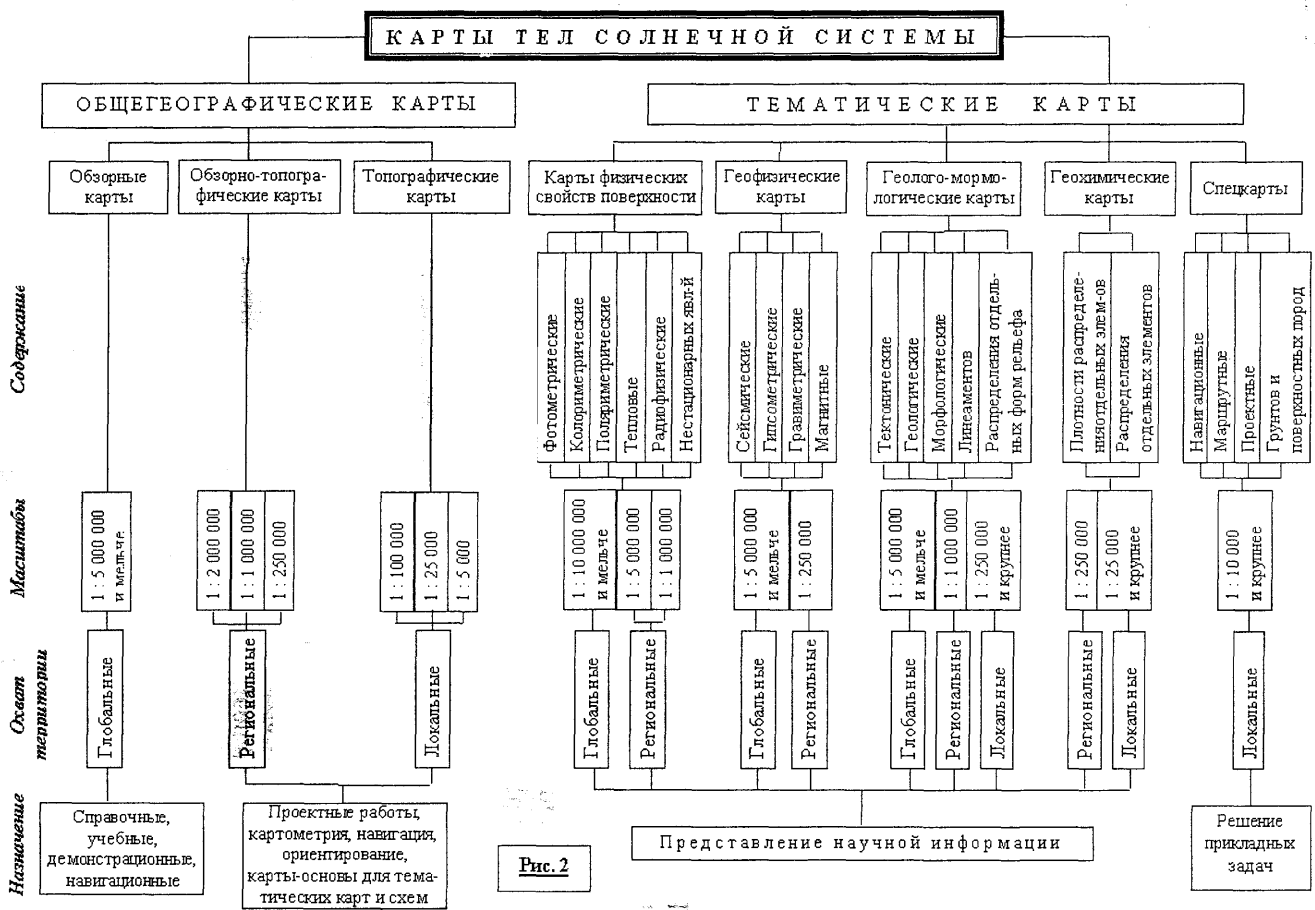 КАРТЫ ТЕЛ СОЛНЕЧНОЙ СИСТЕМЫ
ОБЩЕГЕОГРАФИЧЕСКИЕ КАРТЫ
ТЕМАТИЧЕСКИЕ КАРТЫ
Обзорные
карты
Обзорно-топогра-
фические карты
Топографические
карты
Карты физических
свойств поверхности
Геофизические
карты
Геолого-мормо-
логические карты
Геохимические
карты
Спецкарты
Содержание
Фотометрические
Колориметрические
Поляриметрические
Тепловые
Радиофизические
Нестационарных явл-й
Сейсмические
Гипсометрические
Гравиметрические
Магнитные
Тектонические
Геологические
Морфологические
Линеаментов
Распределения отдель-
ных форм рельефа
Плотности распределе-
нияотдельных элем-ов
Распределения
отдельных элементов
Навигационные
Маршрутные
Проектные
Грунтов и
поверхностных пород
Масштабы
1 : 5 000 000
и мельче
1 : 2 000 000
1 : 1 000 000
1 : 250 000
1 : 100 000
1 : 25 000
1 : 5 000
1 : 10 000 000
и мельче
1 : 5 000 000
1 : 1 000 000
1 : 5 000 000
и мельче
1 : 250 000
1 : 5 000 000
и мельче
1 : 1 000 000
1 : 250 000
и крупнее
1 : 250 000
1 : 25 000
и крупнее
1 : 10 000
и крупнее
Охват
территории
Глобальные
Региональные
Локальные
Глобальные
Региональные
Глобальные
Региональные
Глобальные
Региональные
Локальные
Региональные
Локальные
Локальные
Назначение
Справочные,
учебные,
демонстрационные,
навигационные
Проектные работы,
картометрия, навигация,
ориентирование,
карты-основы для тема-
тических карт и схем
Рис. 2
Представление научной информации
Решение
прикладных
задач